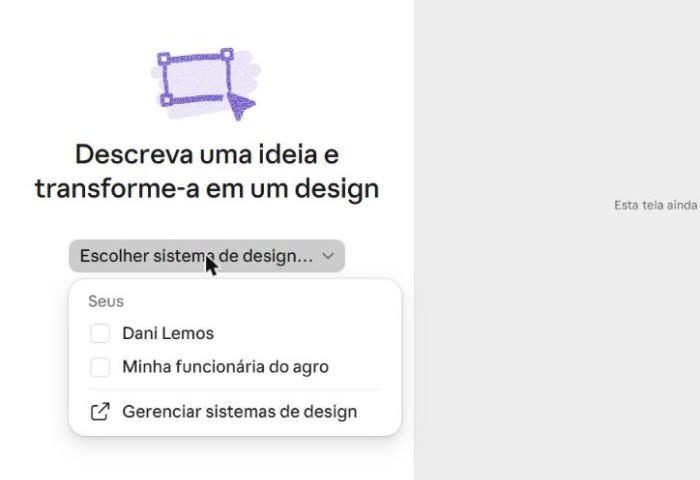 Descreva uma ideia e
transforme-a em um design
Esta tela ainda
Escolher sistema de design...
Seus
Dani Lemos
Minha funcionária do agro
Gerenciar sistemas de design